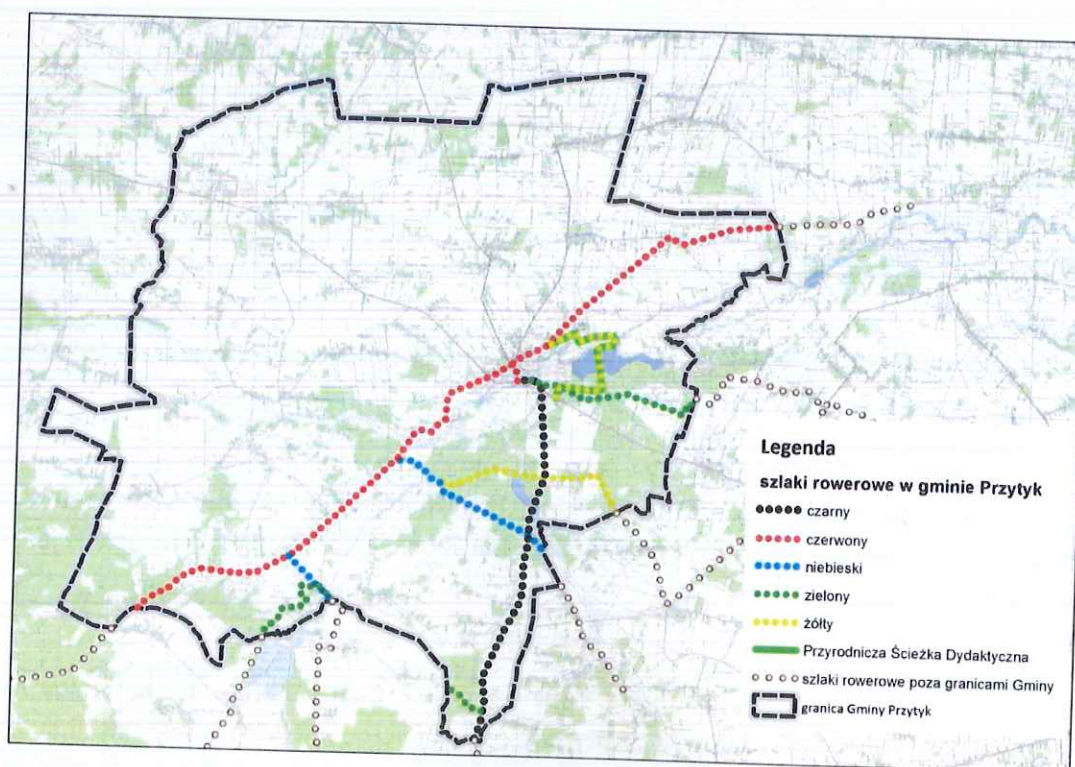 Legenda
szlaki rowerowe w gminie Przytyk
czarny
czerwony
niebieski
zielony
żółty
Przyrodnicza Ścieżka Dydaktyczna
szlaki rowerowe poza granicami Gminy
granica Gminy Przytyk